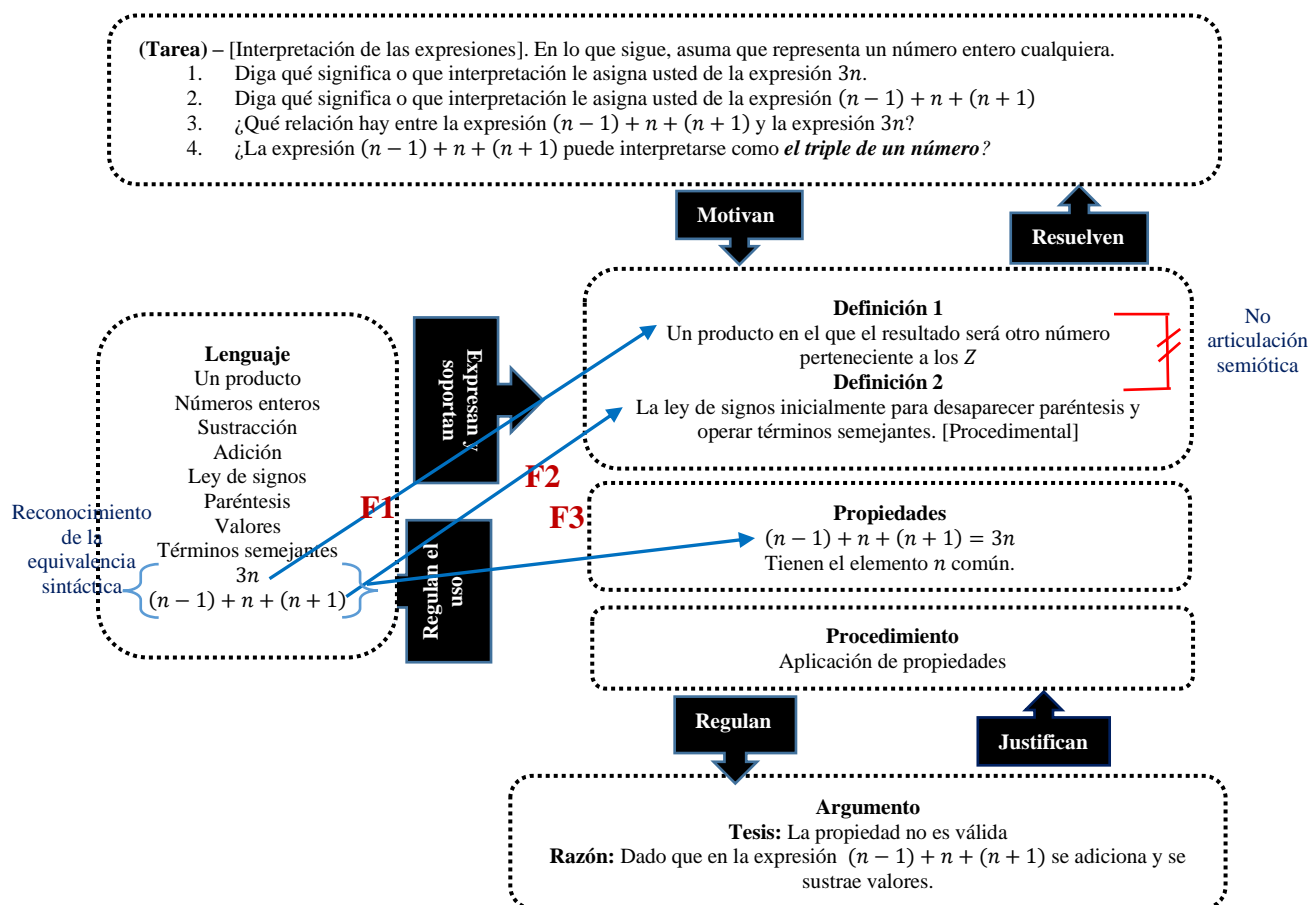 (Tarea) – [Interpretación de las expresiones]. En lo que sigue, asuma que representa un número entero cualquiera.
1. Diga qué significa o que interpretación le asigna usted de la expresión 3𝑛.
2. Diga qué significa o que interpretación le asigna usted de la expresión (𝑛 − 1) + 𝑛 + (𝑛 + 1)
3. ¿Qué relación hay entre la expresión (𝑛 − 1) + 𝑛 + (𝑛 + 1) y la expresión 3𝑛?
4. ¿La expresión (𝑛 − 1) + 𝑛 + (𝑛 + 1) puede interpretarse como el triple de un número?
Motivan
Resuelven
Lenguaje
Un producto
Números enteros
Sustracción
Adición
Ley de signos
Paréntesis
Valores
Términos semejantes
3𝑛
(𝑛 − 1) + 𝑛 + (𝑛 + 1)
Reconocimiento
de la
equivalencia
sintáctica
Expresan y
soportan
Regulan el
uso
F1
F2
F3
Definición 1
Un producto en el que el resultado será otro número
perteneciente a los 𝑍
Definición 2
La ley de signos inicialmente para desaparecer paréntesis y
operar términos semejantes. [Procedimental]
No
articulación
semiótica
Propiedades
(𝑛 − 1) + 𝑛 + (𝑛 + 1) = 3𝑛
Tienen el elemento 𝑛 común.
Procedimiento
Aplicación de propiedades
Regulan
Justifican
Argumento
Tesis: La propiedad no es válida
Razón: Dado que en la expresión (𝑛 − 1) + 𝑛 + (𝑛 + 1) se adiciona y se
sustrae valores.